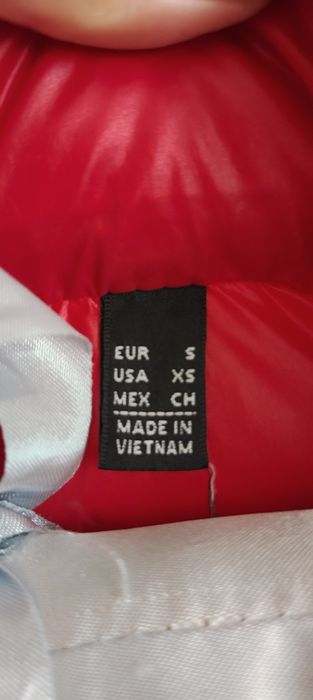 EUR S
USA XS
MEX CH
MADE IN
VIETNAM